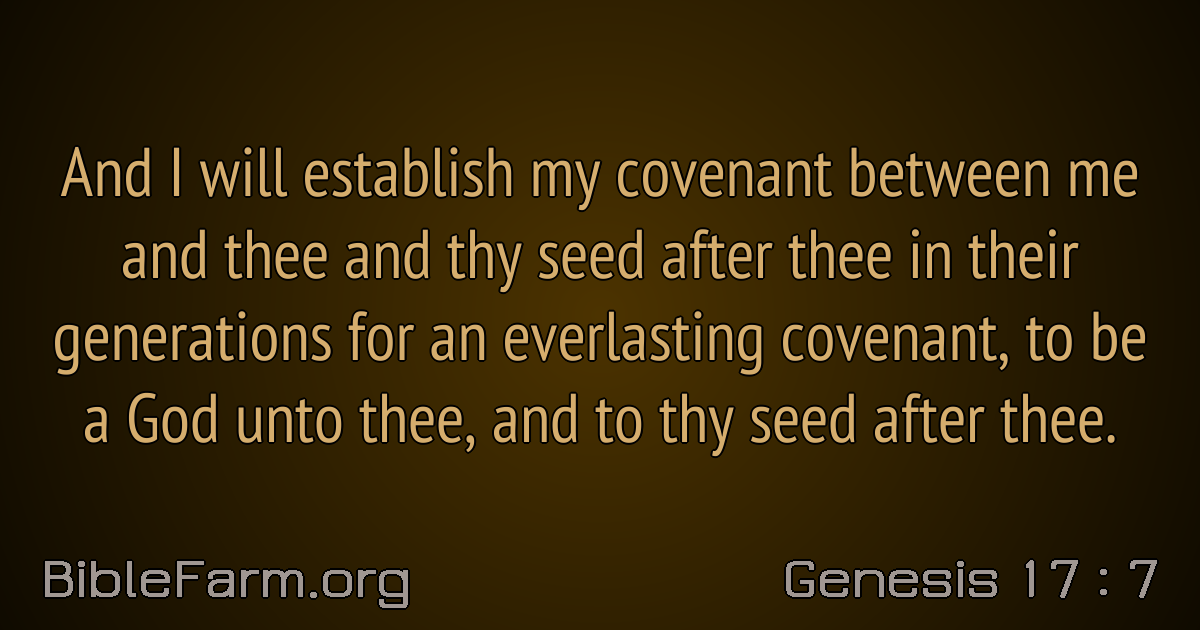 And I will establish my covenant between me
and thee and thy seed after thee in their
generations for an everlasting covenant, to be
a God unto thee, and to thy seed after thee.
BibleFarm.org
Genesis 17 : 7